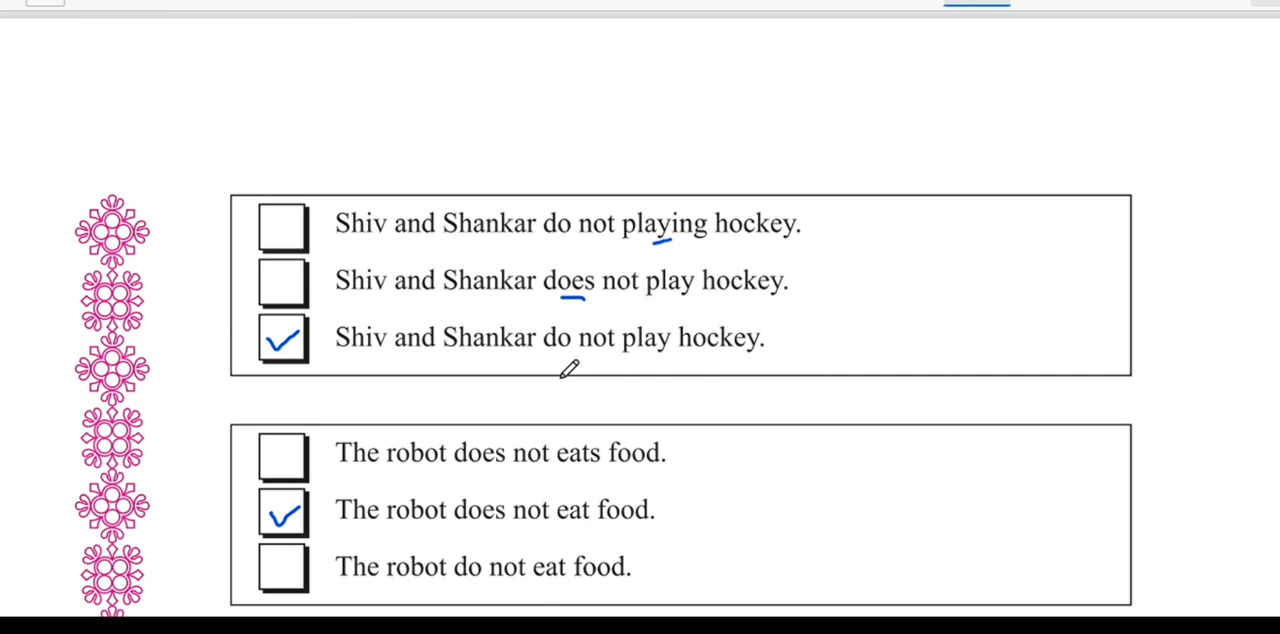 Shiv and Shankar do not playing hockey.
Shiv and Shankar does not play hockey.
Shiv and Shankar do not play hockey.
The robot does not eats food.
The robot does not eat food.
The robot do not eat food.